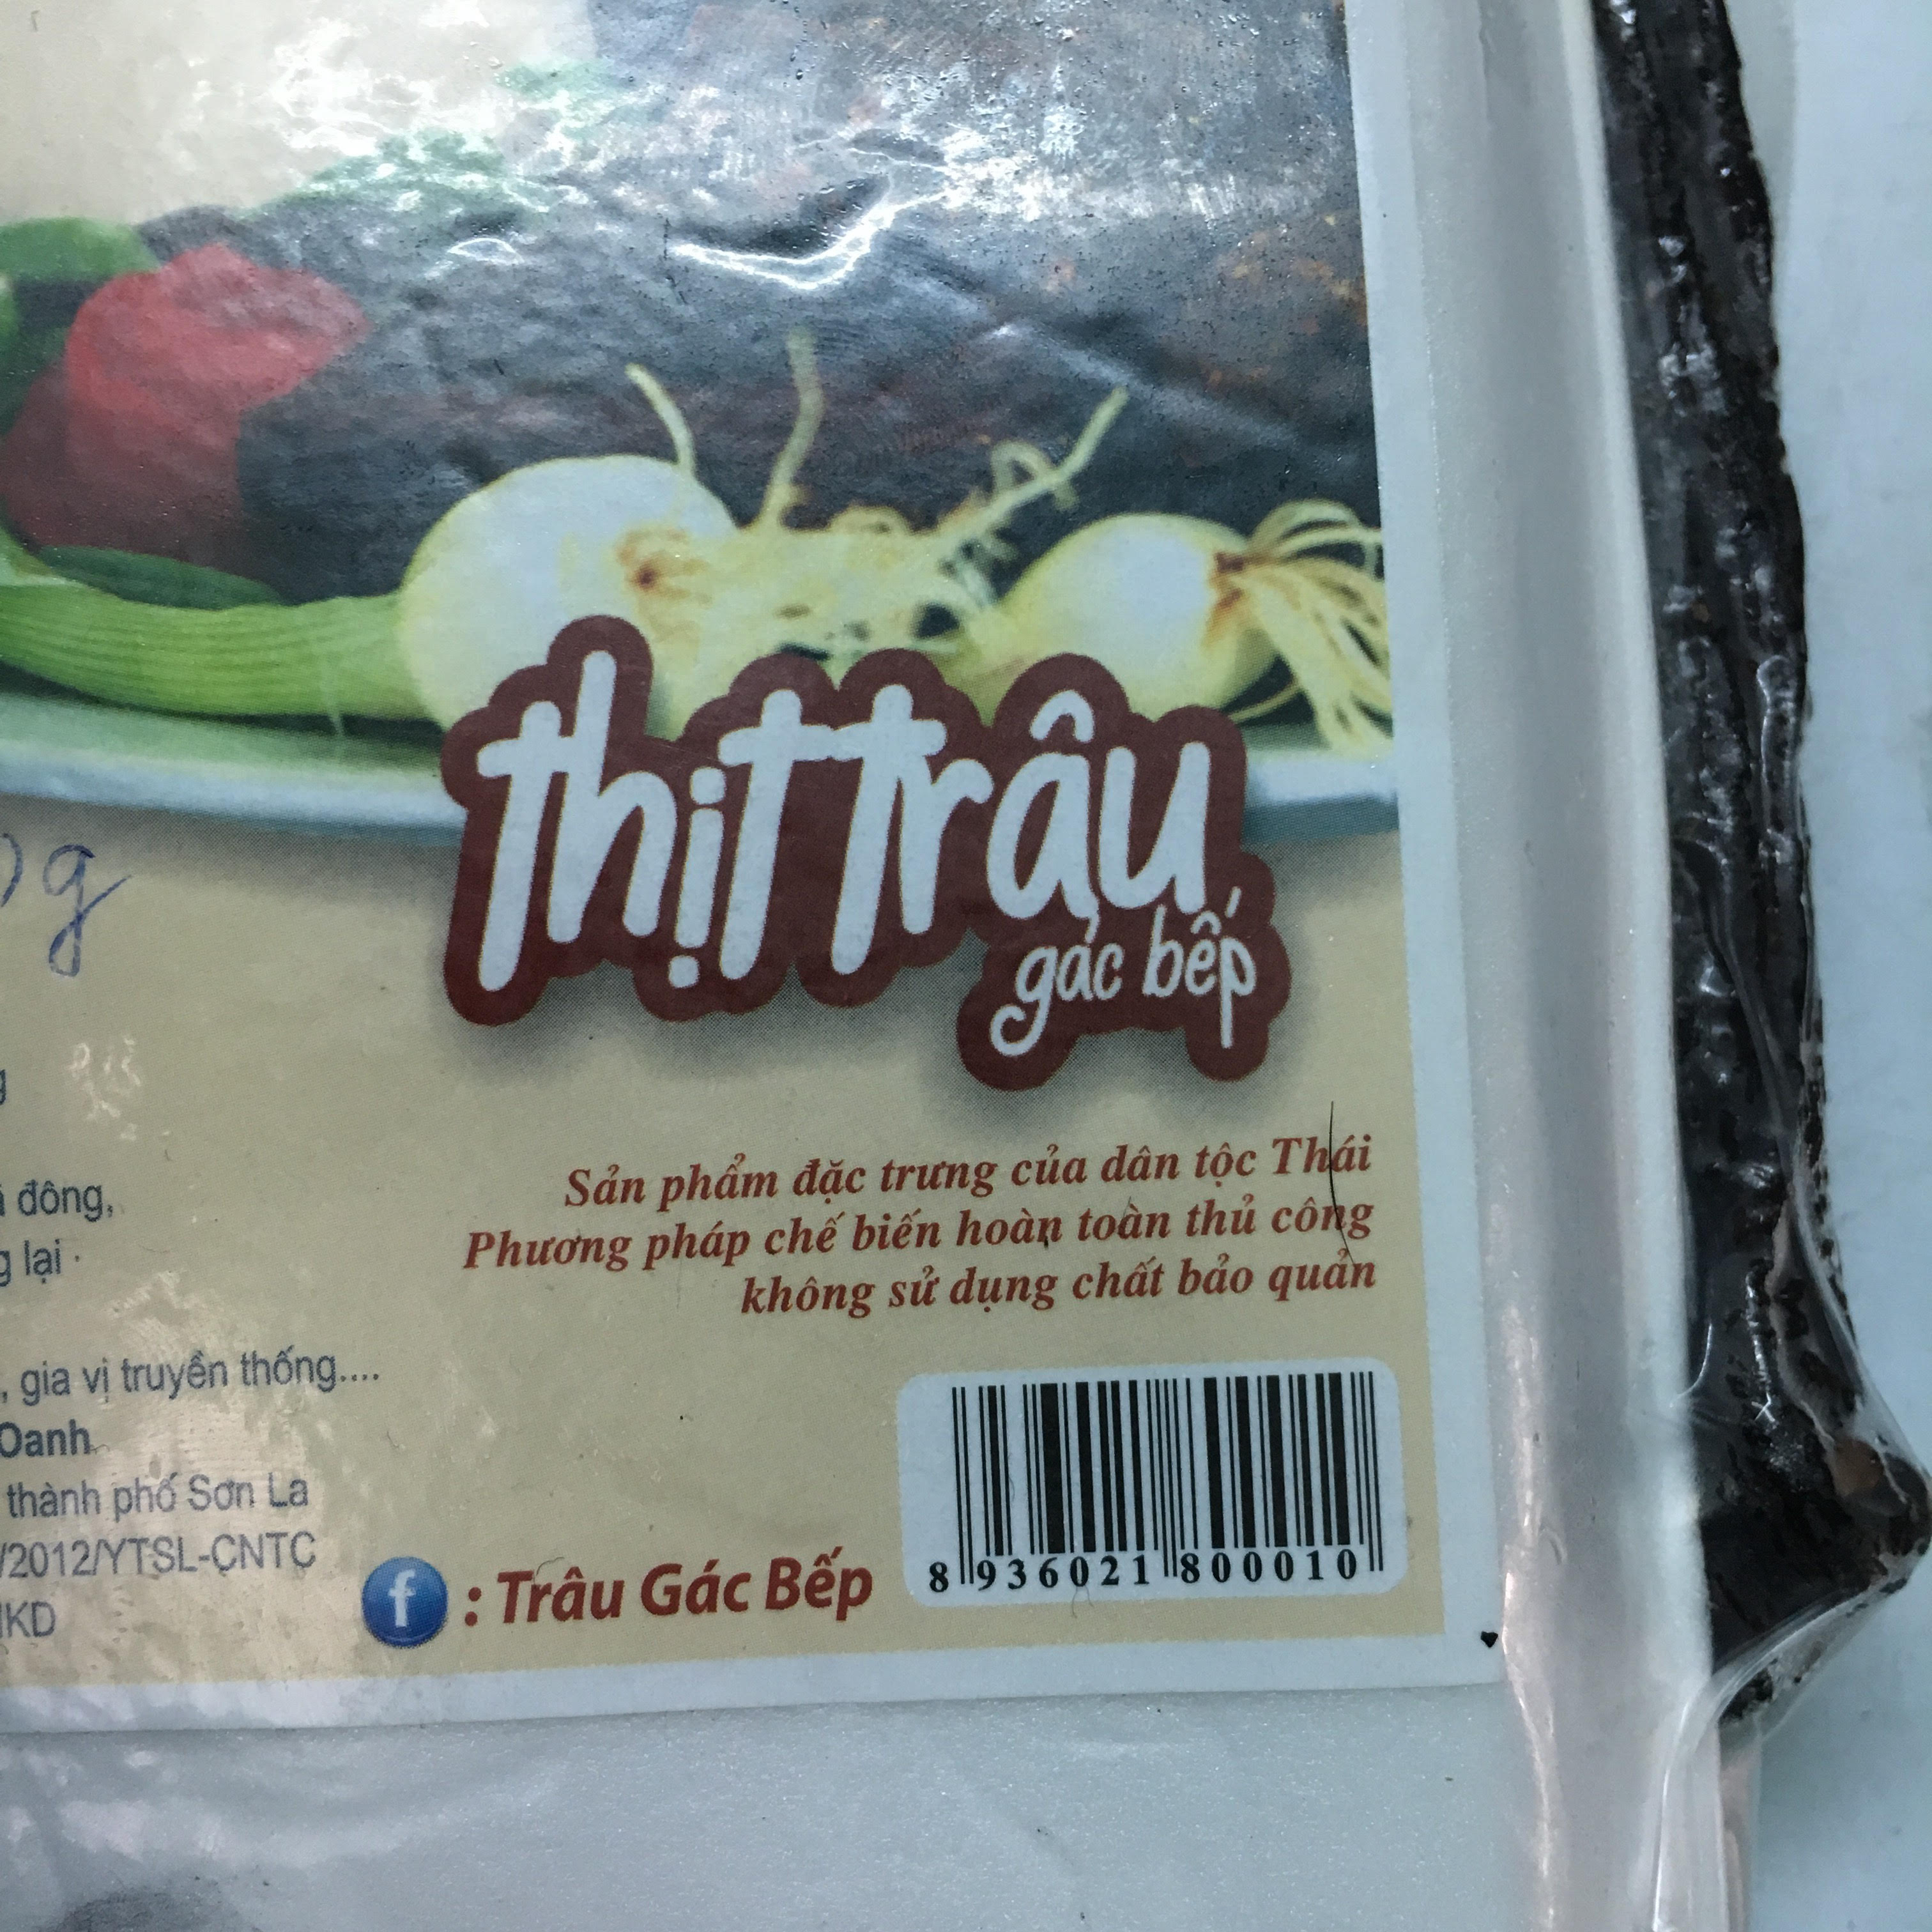 thịt trâu
gác bếp
g
đông,
lại
Sản phẩm đặc trưng của dân tộc Thái
Phương pháp chế biến hoàn toàn thủ công
không sử dụng chất bảo quản
, gia vị truyền thống....
Oanh
thành phố Sơn La
/2012/YTSL-CNTC
f : Trâu Gác Bếp
8 936021 800010